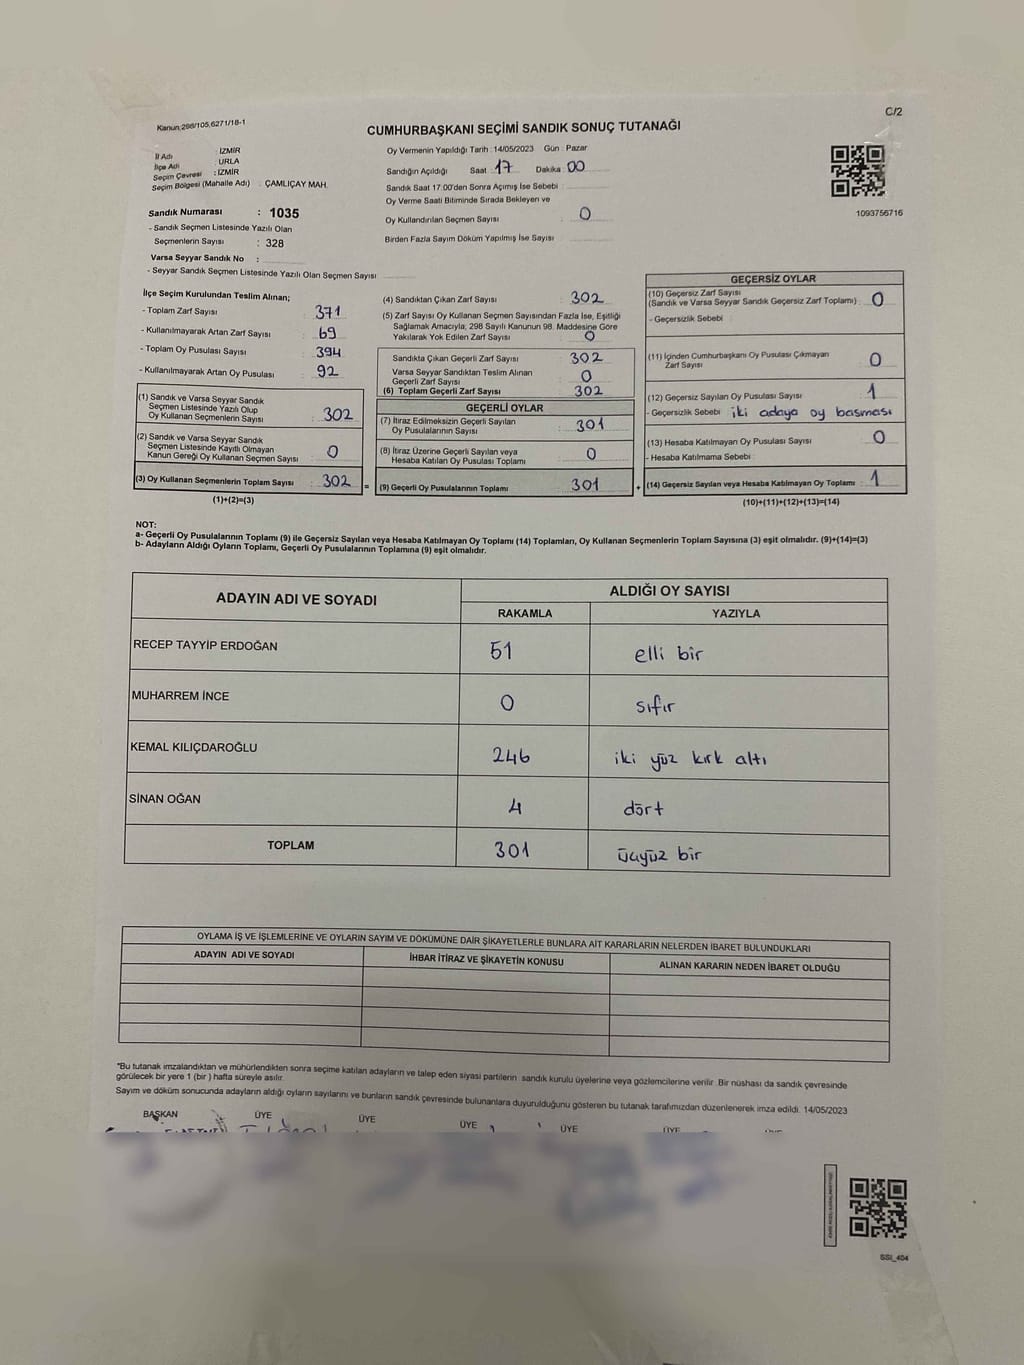 Kanun;298/105,6271/18-1
C/2
CUMHURBAŞKANI SEÇİMİ SANDIK SONUÇ TUTANAĞI
İl Adı : İZMİR
İlçe Adı : URLA
Seçim Çevresi : İZMİR
Seçim Bölgesi (Mahalle Adı) : ÇAMLIÇAY MAH.
Sandık Numarası : 1035
- Sandık Seçmen Listesinde Yazılı Olan
Seçmenlerin Sayısı : 328
Varsa Seyyar Sandık No :
- Seyyar Sandık Seçmen Listesinde Yazılı Olan Seçmen Sayısı
Oy Vermenin Yapıldığı Tarih : 14/05/2023 Gün : Pazar
Sandığın Açıldığı Saat 17 Dakika 00
Sandık Saat 17:00'den Sonra Açımış İse Sebebi :
Oy Verme Saati Bitiminde Sırada Bekleyen ve
Oy Kullandırılan Seçmen Sayısı : 0
Birden Fazla Sayım Döküm Yapılmış İse Sayısı
1093756716
İlçe Seçim Kurulundan Teslim Alınan;
- Toplam Zarf Sayısı : 371
- Kullanılmayarak Artan Zarf Sayısı : 69
- Toplam Oy Pusulası Sayısı : 394
- Kullanılmayarak Artan Oy Pusulası : 92
(1) Sandık ve Varsa Seyyar Sandık
Seçmen Listesinde Yazılı Olup
Oy Kullanan Seçmenlerin Sayısı : 302
(2) Sandık ve Varsa Seyyar Sandık
Seçmen Listesinde Kayıtlı Olmayan
Kanun Gereği Oy Kullanan Seçmen Sayısı : 0
(3) Oy Kullanan Seçmenlerin Toplam Sayısı : 302 =
(1)+(2)=(3)
(4) Sandıktan Çıkan Zarf Sayısı : 302
(5) Zarf Sayısı Oy Kullanan Seçmen Sayısından Fazla İse, Eşitliği
Sağlamak Amacıyla, 298 Sayılı Kanunun 98. Maddesine Göre
Yakılarak Yok Edilen Zarf Sayısı : 0
Sandıkta Çıkan Geçerli Zarf Sayısı : 302
Varsa Seyyar Sandıktan Teslim Alınan
Geçerli Zarf Sayısı : 0
(6) Toplam Geçerli Zarf Sayısı : 302
GEÇERLİ OYLAR
(7) İtiraz Edilmeksizin Geçerli Sayılan
Oy Pusulalarının Sayısı : 301
(8) İtiraz Üzerine Geçerli Sayılan veya
Hesaba Katılan Oy Pusulası Toplamı : 0
(9) Geçerli Oy Pusulalarının Toplamı : 301 +
GEÇERSİZ OYLAR
(10) Geçersiz Zarf Sayısı
(Sandık ve Varsa Seyyar Sandık Geçersiz Zarf Toplamı) : 0
- Geçersizlik Sebebi :
(11) İçinden Cumhurbaşkanı Oy Pusulası Çıkmayan
Zarf Sayısı : 0
(12) Geçersiz Sayılan Oy Pusulası Sayısı : 1
- Geçersizlik Sebebi : iki adaya oy basması
(13) Hesaba Katılmayan Oy Pusulası Sayısı : 0
- Hesaba Katılmama Sebebi :
(14) Geçersiz Sayılan veya Hesaba Katılmayan Oy Toplamı : 1
(10)+(11)+(12)+(13)=(14)
NOT:
a- Geçerli Oy Pusulalarının Toplamı (9) ile Geçersiz Sayılan veya Hesaba Katılmayan Oy Toplamı (14) Toplamları, Oy Kullanan Seçmenlerin Toplam Sayısına (3) eşit olmalıdır. (9)+(14)=(3)
b- Adayların Aldığı Oyların Toplamı, Geçerli Oy Pusulalarının Toplamına (9) eşit olmalıdır.
ADAYIN ADI VE SOYADI ALDIĞI OY SAYISI
RAKAMLA YAZIYLA
RECEP TAYYİP ERDOĞAN 51 elli bir
MUHARREM İNCE 0 sıfır
KEMAL KILIÇDAROĞLU 246 iki yüz kırk altı
SİNAN OĞAN 4 dört
TOPLAM 301 üçyüz bir
OYLAMA İŞ VE İŞLEMLERİNE VE OYLARIN SAYIM VE DÖKÜMÜNE DAİR ŞİKAYETLERLE BUNLARA AİT KARARLARIN NELERDEN İBARET BULUNDUKLARI
ADAYIN ADI VE SOYADI İHBAR İTİRAZ VE ŞİKAYETİN KONUSU ALINAN KARARIN NEDEN İBARET OLDUĞU
*Bu tutanak imzalandıktan ve mühürlendikten sonra seçime katılan adayların ve talep eden siyasi partilerin sandık kurulu üyelerine veya gözlemcilerine verilir .Bir nüshası da sandık çevresinde
görülecek bir yere 1 (bir ) hafta süreyle asılır.
Sayım ve döküm sonucunda adayların aldığı oyların sayılarını ve bunların sandık çevresinde bulunanlara duyurulduğunu gösteren bu tutanak tarafımızdan düzenlenerek imza edildi. 14/05/2023
BAŞKAN ÜYE ÜYE ÜYE ÜYE ÜYE
SSI_404